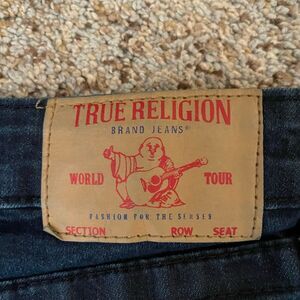 TRUE RELIGION
BRAND JEANS®
WORLD TOUR
FASHION FOR THE SENSES
SECTION ROW SEAT